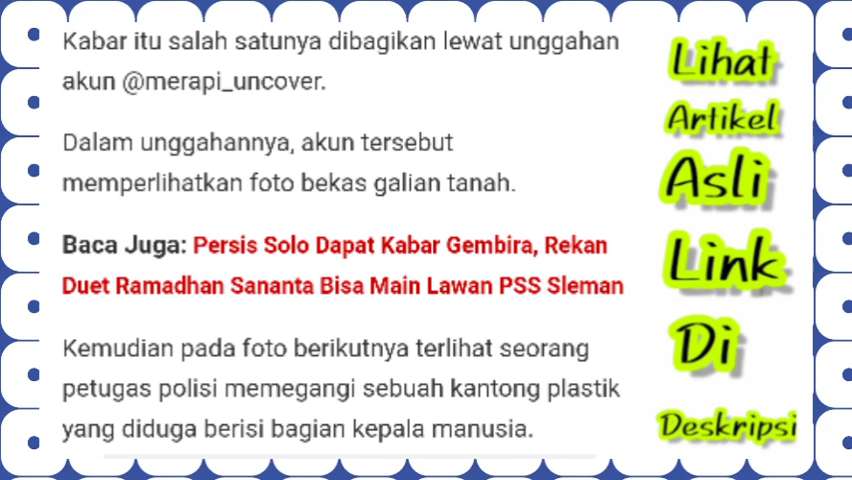 Kabar itu salah satunya dibagikan lewat unggahan
akun @merapi_uncover.
Dalam unggahannya, akun tersebut
memperlihatkan foto bekas galian tanah.
Baca Juga: Persis Solo Dapat Kabar Gembira, Rekan
Duet Ramadhan Sananta Bisa Main Lawan PSS Sleman
Kemudian pada foto berikutnya terlihat seorang
petugas polisi memegangi sebuah kantong plastik
yang diduga berisi bagian kepala manusia.
Lihat
Artikel
Asli
Link
Di
Deskripsi